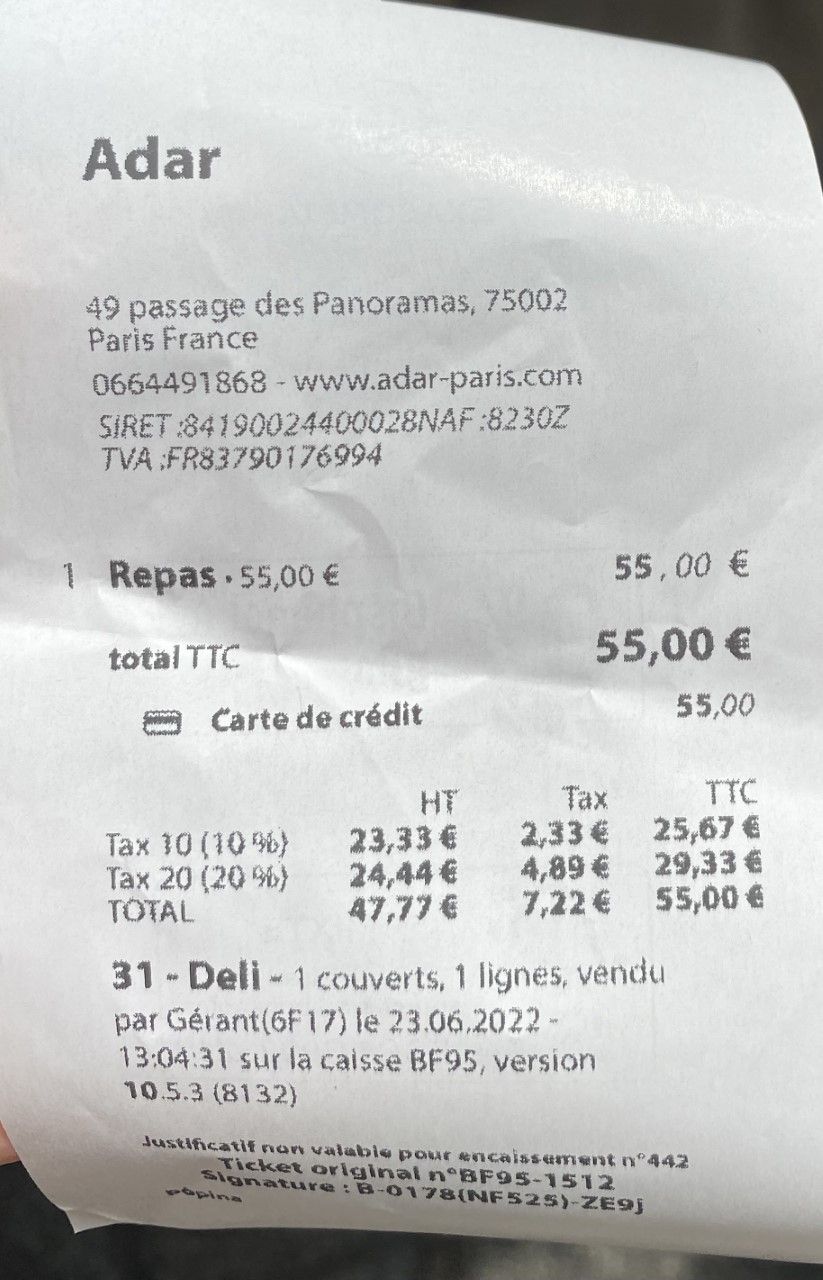 Adar
49 passage des Panoramas, 75002
Paris France
0664491868 - www.adar-paris.com
SIRET :84190024400028NAF :8230Z
TVA :FR83790176994
1 Repas · 55,00 € 55,00 €
total TTC 55,00 €
Carte de crédit 55,00
HT Tax TTC
Tax 10 (10 %) 23,33 € 2,33 € 25,67 €
Tax 20 (20 %) 24,44 € 4,89 € 29,33 €
TOTAL 47,77 € 7,22 € 55,00 €
31 - Deli - 1 couverts, 1 lignes, vendu
par Gérant(6F17) le 23.06.2022 -
13:04:31 sur la caisse BF95, version
10.5.3 (8132)
Justificatif non valable pour encaissement n°442
Ticket original n°BF95-1512
Signature : B-0178(NF525)-ZE9j
popina